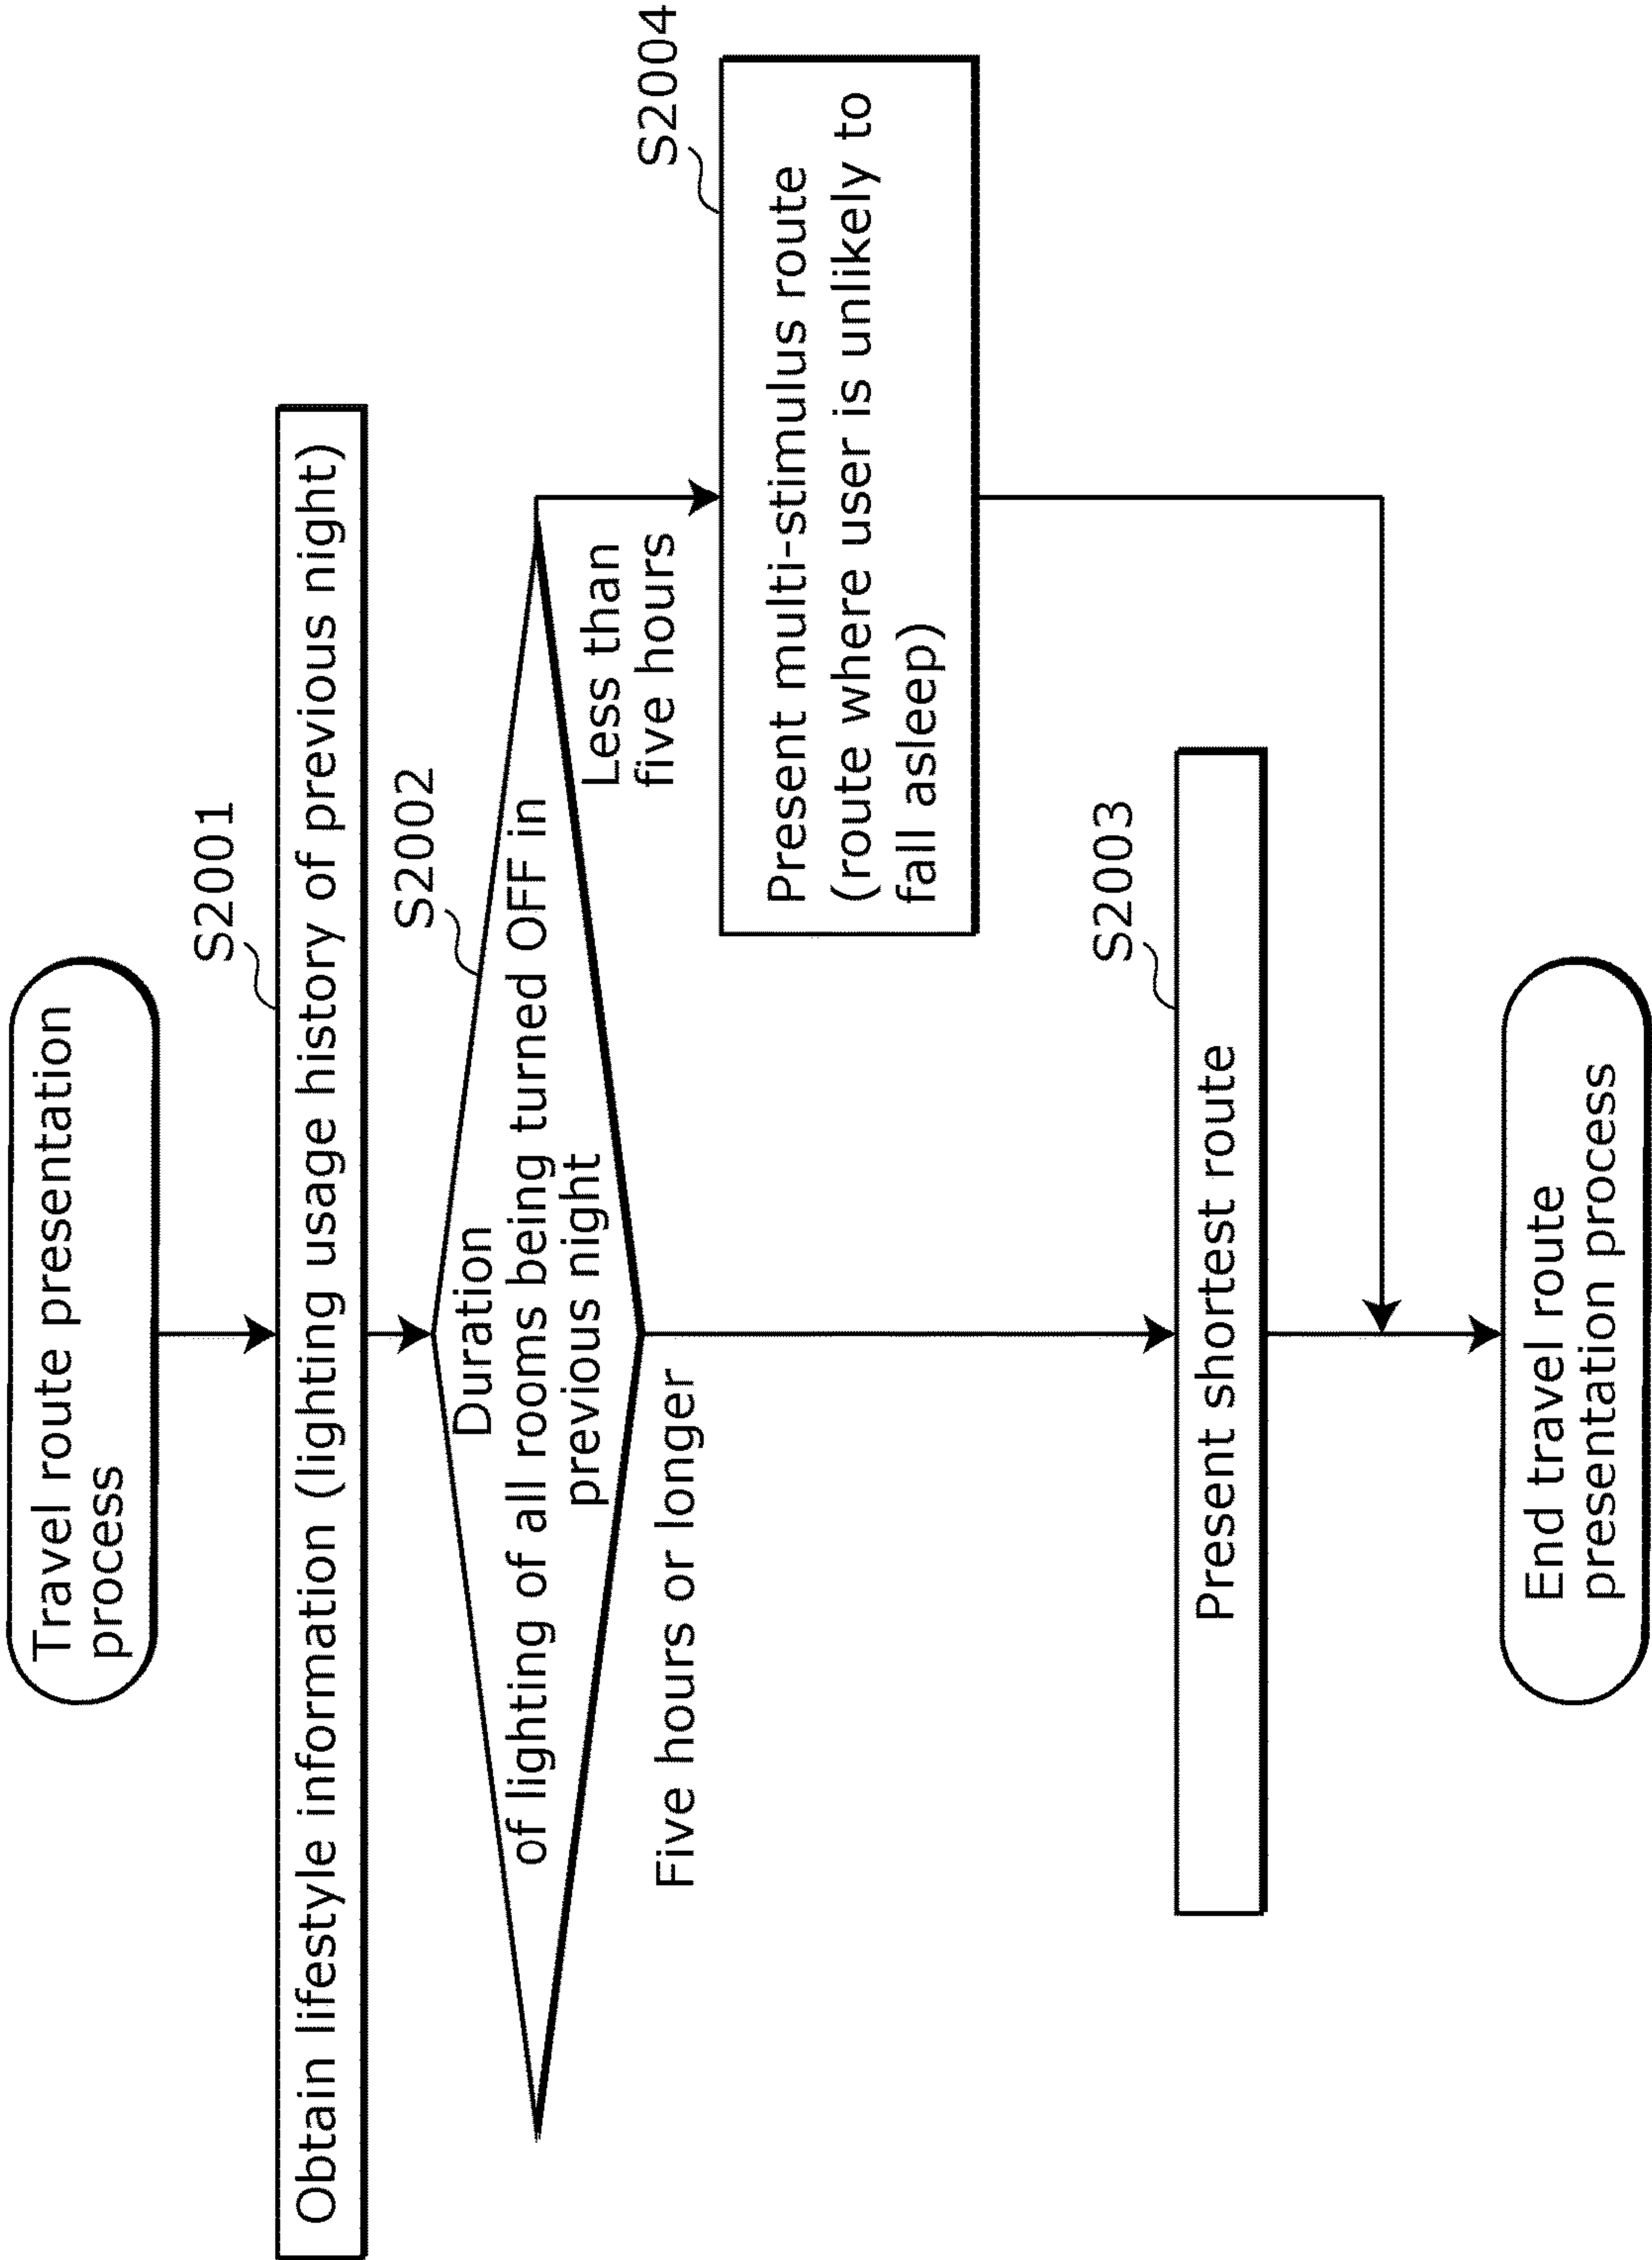 Travel route presentation
process
S2001
Obtain lifestyle information (lighting usage history of previous night)
S2002
Duration
of lighting of all rooms being turned OFF in
previous night
Less than
five hours
Five hours or longer
S2004
Present multi-stimulus route
(route where user is unlikely to
fall asleep)
S2003
Present shortest route
End travel route
presentation process